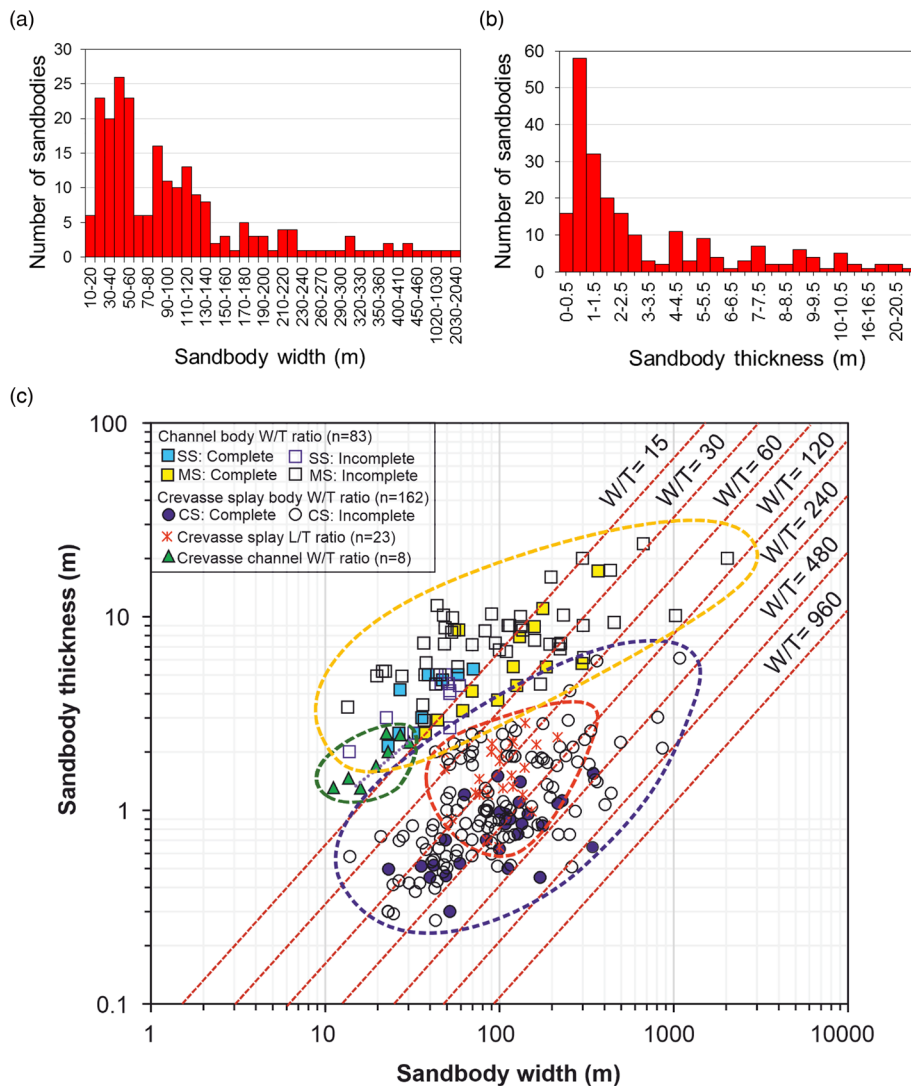 (a)
Number of sandbodies
30
25
20
15
10
5
0
10-20
30-40
50-60
70-80
90-100
110-120
130-140
150-160
170-180
190-200
210-220
230-240
260-270
290-300
320-330
350-360
400-410
450-460
1020-1030
2030-2040
Sandbody width (m)
(b)
Number of sandbodies
60
50
40
30
20
10
0
0-0.5
1-1.5
2-2.5
3-3.5
4-4.5
5-5.5
6-6.5
7-7.5
8-8.5
9-9.5
10-10.5
16-16.5
20-20.5
Sandbody thickness (m)
(c)
Sandbody thickness (m)
100
10
1
0.1
Channel body W/T ratio (n=83)
SS: Complete SS: Incomplete
MS: Complete MS: Incomplete
Crevasse splay body W/T ratio (n=162)
CS: Complete CS: Incomplete
Crevasse splay L/T ratio (n=23)
Crevasse channel W/T ratio (n=8)
W/T= 15
W/T= 30
W/T= 60
W/T= 120
W/T= 240
W/T= 480
W/T= 960
1
10
100
1000
10000
Sandbody width (m)